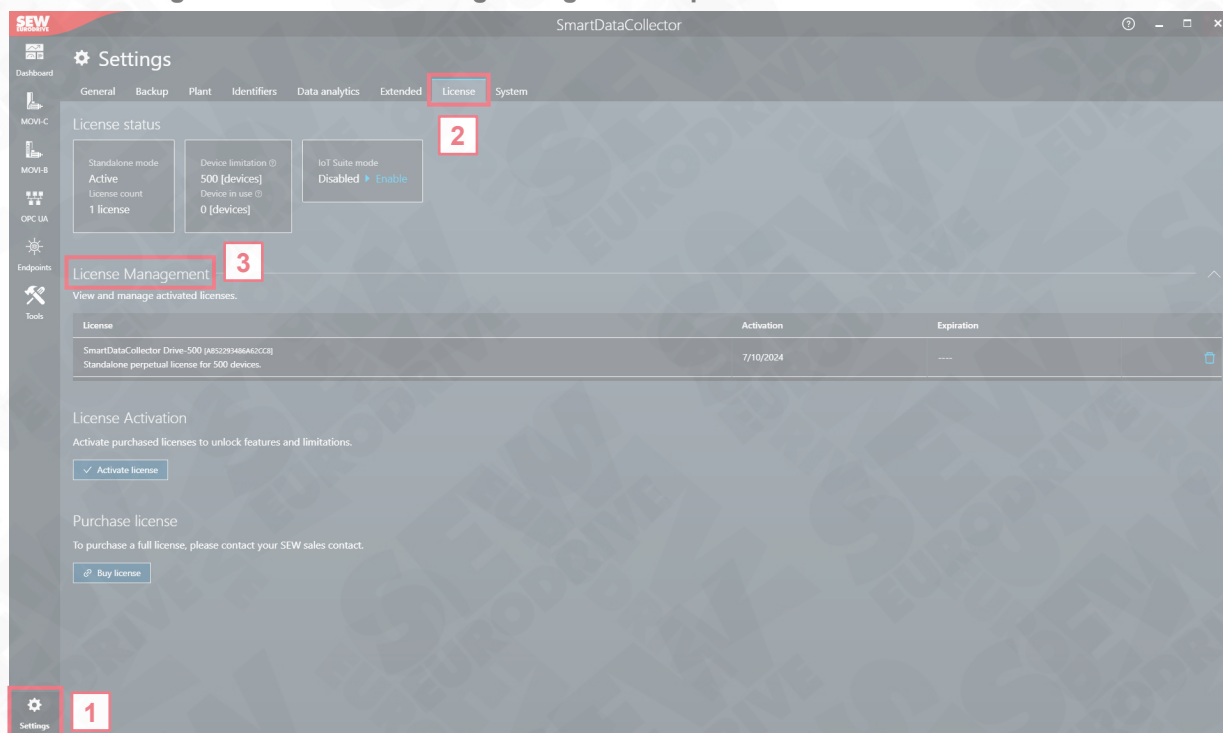 SEW
EURODRIVE
SmartDataCollector
Dashboard
MOVI-C
MOVI-B
OPC UA
Endpoints
Tools
Settings
1
Settings
General Backup Plant Identifiers Data analytics Extended License System
2
License status
Standalone mode
Active
License count
1 license
Device limitation
500 [devices]
Device in use
0 [devices]
IoT Suite mode
Disabled Enable
License Management
3
View and manage activated licenses.
License Activation Expiration
SmartDataCollector Drive-500 [AB52293486A62CC8]
Standalone perpetual license for 500 devices.
7/10/2024 ----
License Activation
Activate purchased licenses to unlock features and limitations.
Activate license
Purchase license
To purchase a full license, please contact your SEW sales contact.
Buy license